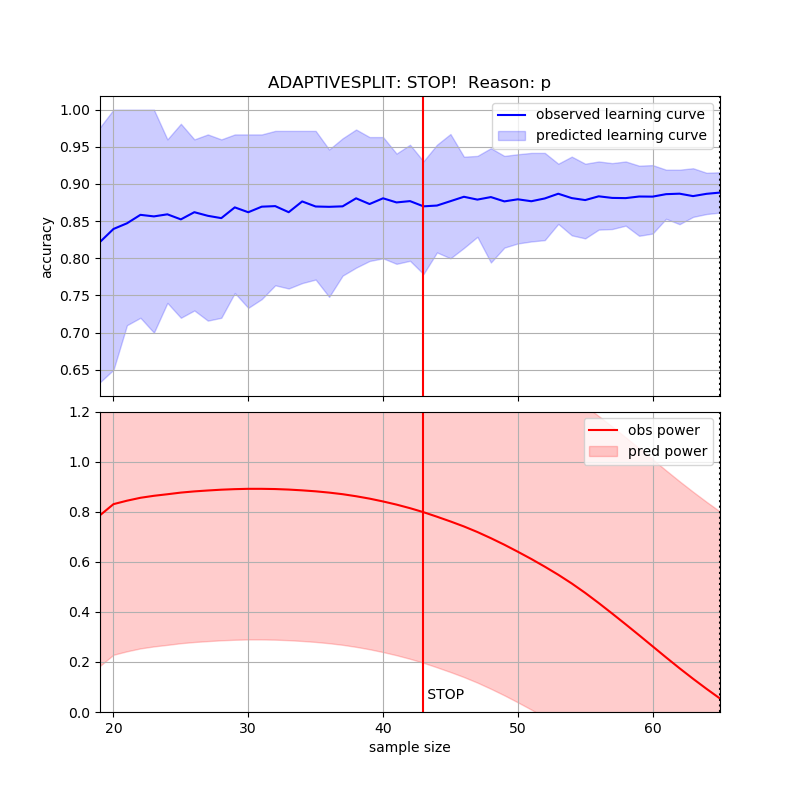 ADAPTIVESPLIT: STOP!  Reason: p
1.00
0.95
0.90
0.85
0.80
0.75
0.70
0.65
accuracy
observed learning curve
predicted learning curve
1.2
1.0
0.8
0.6
0.4
0.2
0.0
obs power
pred power
STOP
20 30 40 50 60
sample size